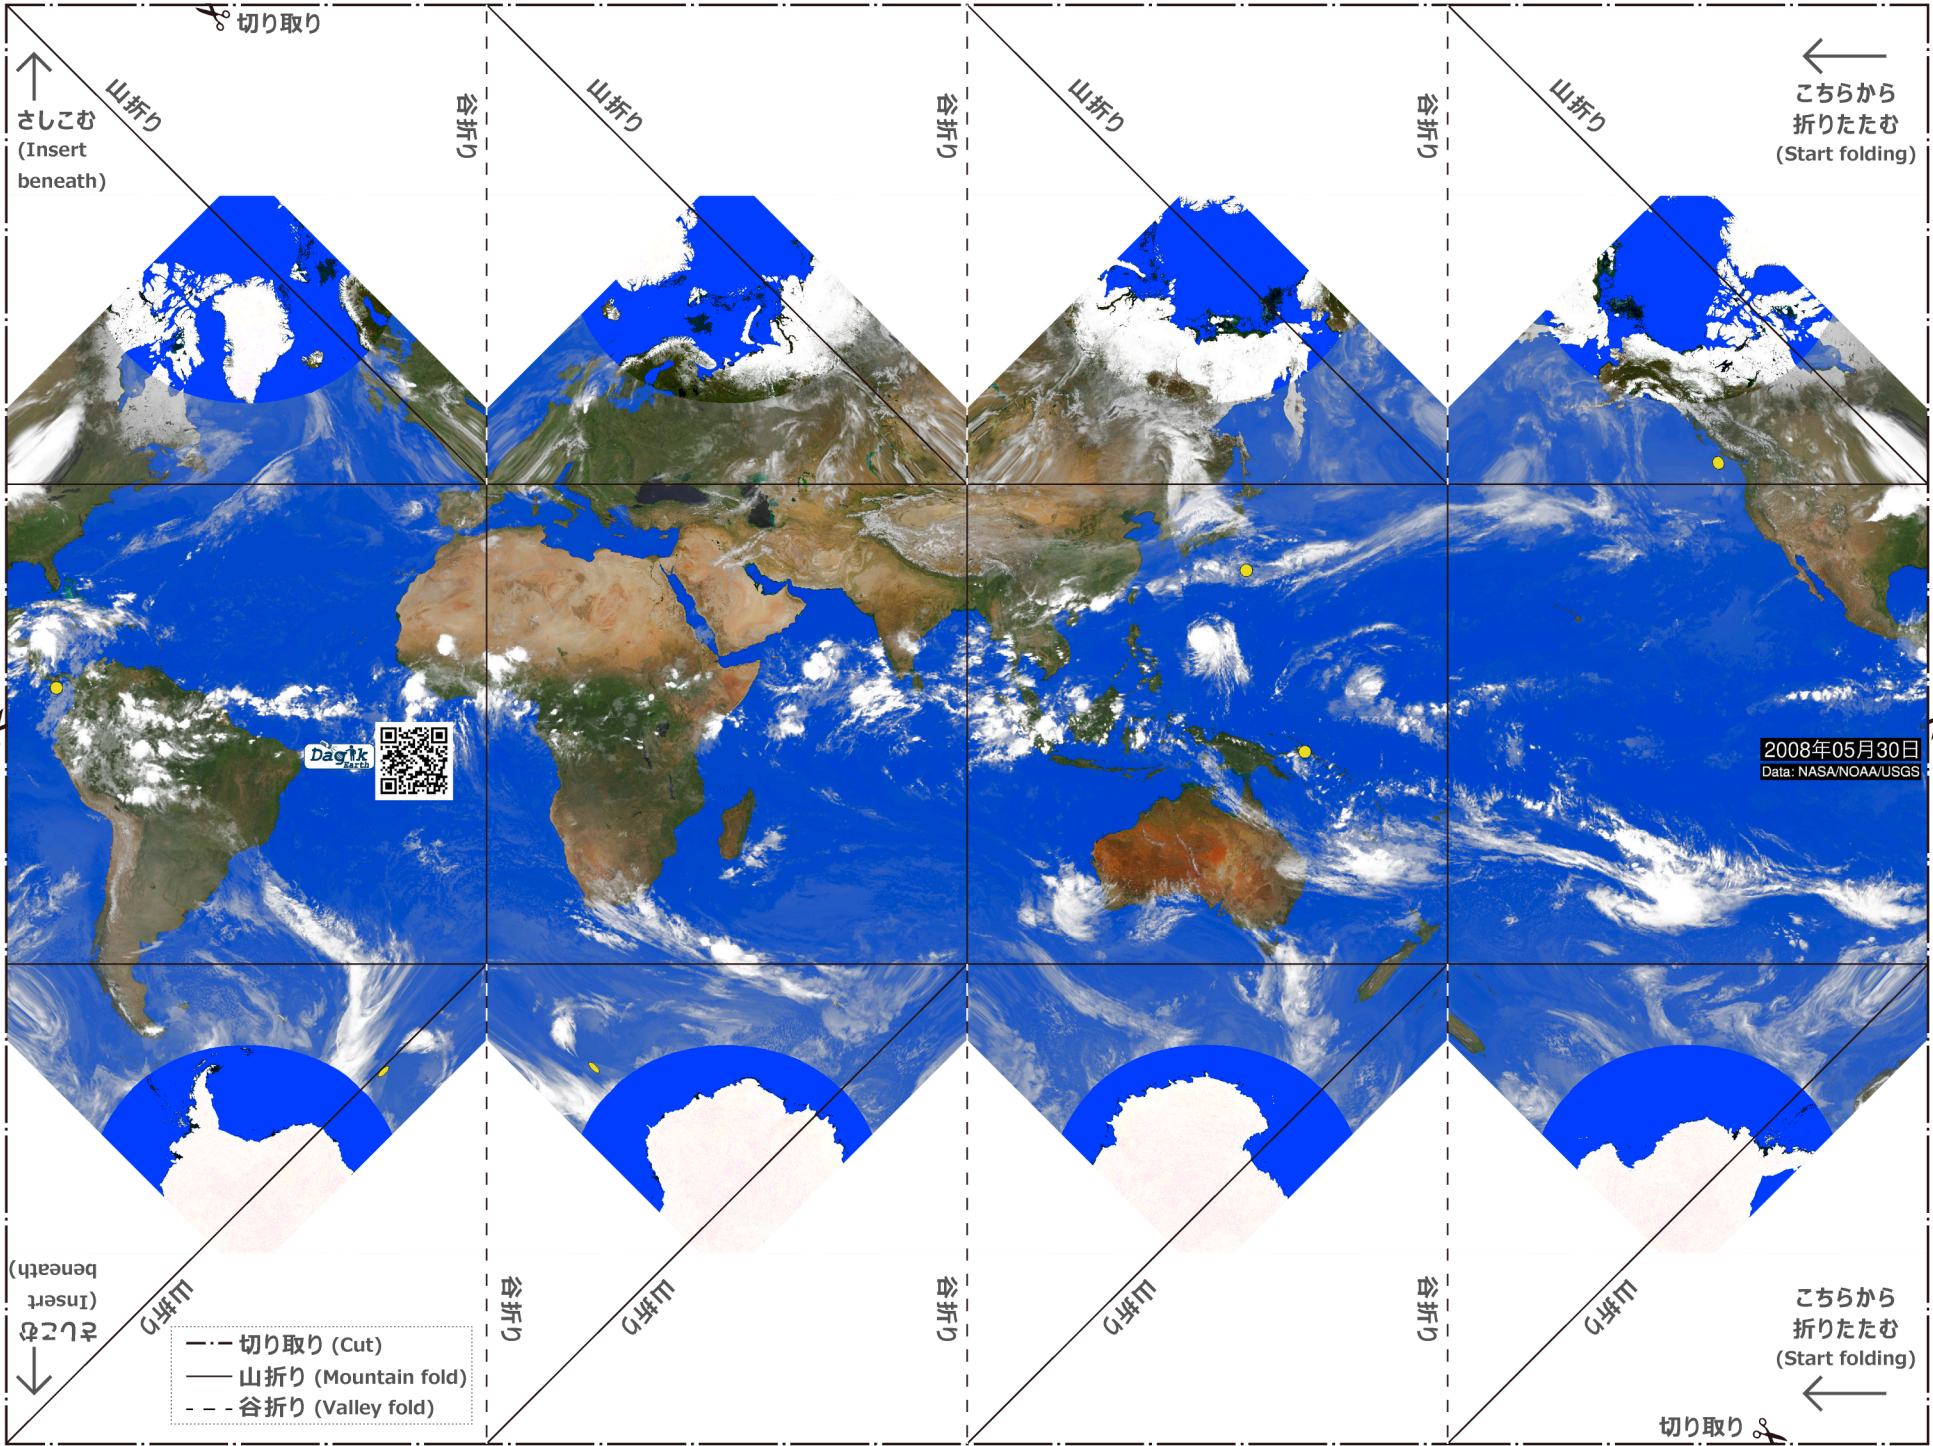 切り取り
さしこむ
(Insert
beneath)
山折り
谷折り
山折り
谷折り
山折り
谷折り
山折り
こちらから
折りたたむ
(Start folding)
Dagik
Earth
2008年05月30日
Data: NASA/NOAA/USGS
さしこむ
(Insert
beneath)
山折り
谷折り
山折り
谷折り
山折り
谷折り
山折り
こちらから
折りたたむ
(Start folding)
切り取り (Cut)
山折り (Mountain fold)
谷折り (Valley fold)
切り取り